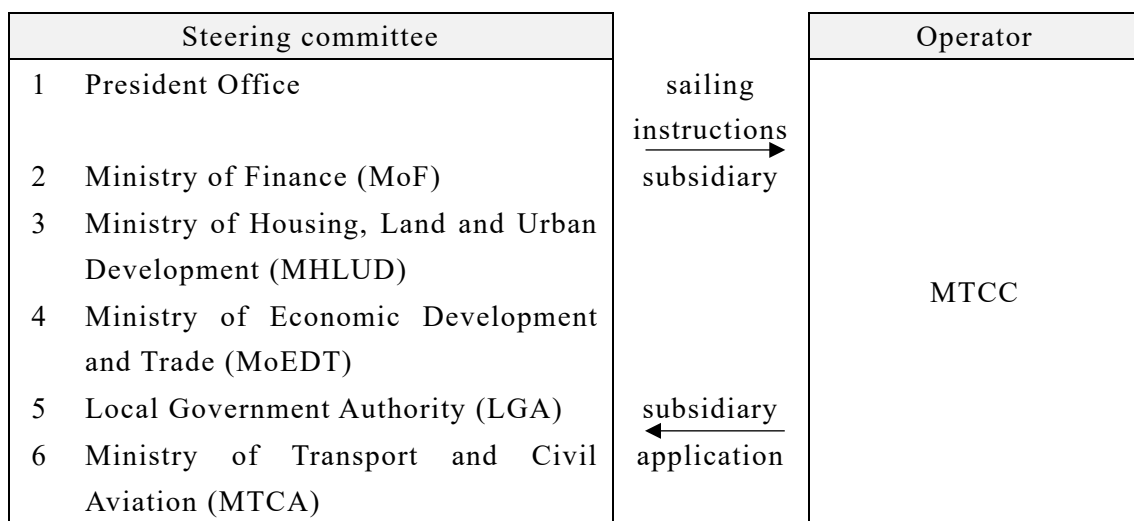 Steering committee
Operator
1 President Office
sailing
instructions
2 Ministry of Finance (MoF)
subsidiary
3 Ministry of Housing, Land and Urban
Development (MHLUD)
MTCC
4 Ministry of Economic Development
and Trade (MoEDT)
5 Local Government Authority (LGA)
subsidiary
6 Ministry of Transport and Civil
application
Aviation (MTCA)